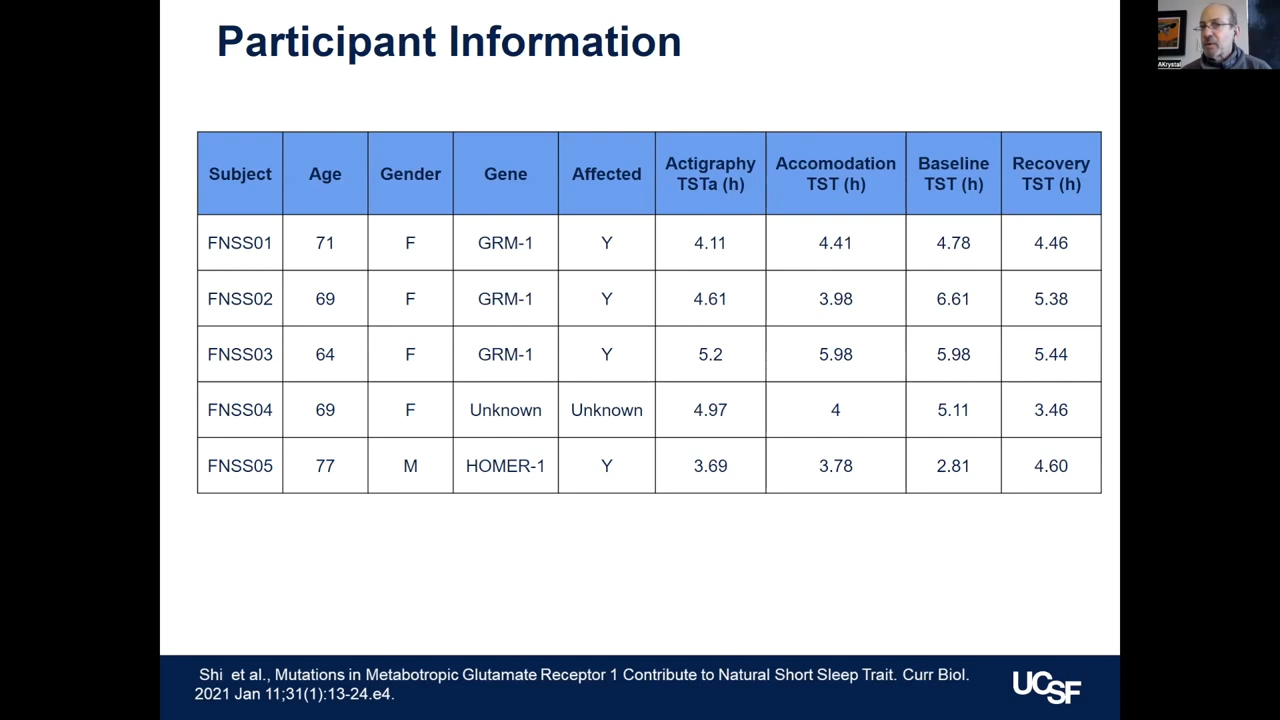 Participant Information
AKrystal
Subject Age Gender Gene Affected Actigraphy TSTa (h) Accomodation TST (h) Baseline TST (h) Recovery TST (h)
FNSS01 71 F GRM-1 Y 4.11 4.41 4.78 4.46
FNSS02 69 F GRM-1 Y 4.61 3.98 6.61 5.38
FNSS03 64 F GRM-1 Y 5.2 5.98 5.98 5.44
FNSS04 69 F Unknown Unknown 4.97 4 5.11 3.46
FNSS05 77 M HOMER-1 Y 3.69 3.78 2.81 4.60
Shi et al., Mutations in Metabotropic Glutamate Receptor 1 Contribute to Natural Short Sleep Trait. Curr Biol.
2021 Jan 11;31(1):13-24.e4.
UCSF